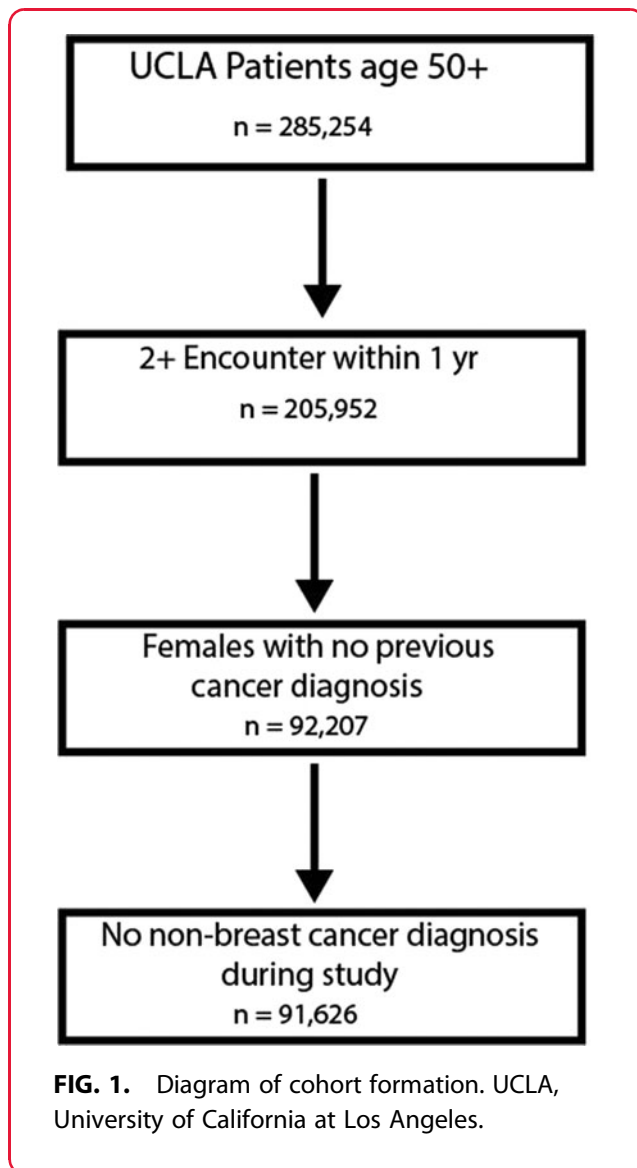 UCLA Patients age 50+
n = 285,254
2+ Encounter within 1 yr
n = 205,952
Females with no previous
cancer diagnosis
n = 92,207
No non-breast cancer diagnosis
during study
n = 91,626
FIG. 1. Diagram of cohort formation. UCLA,
University of California at Los Angeles.